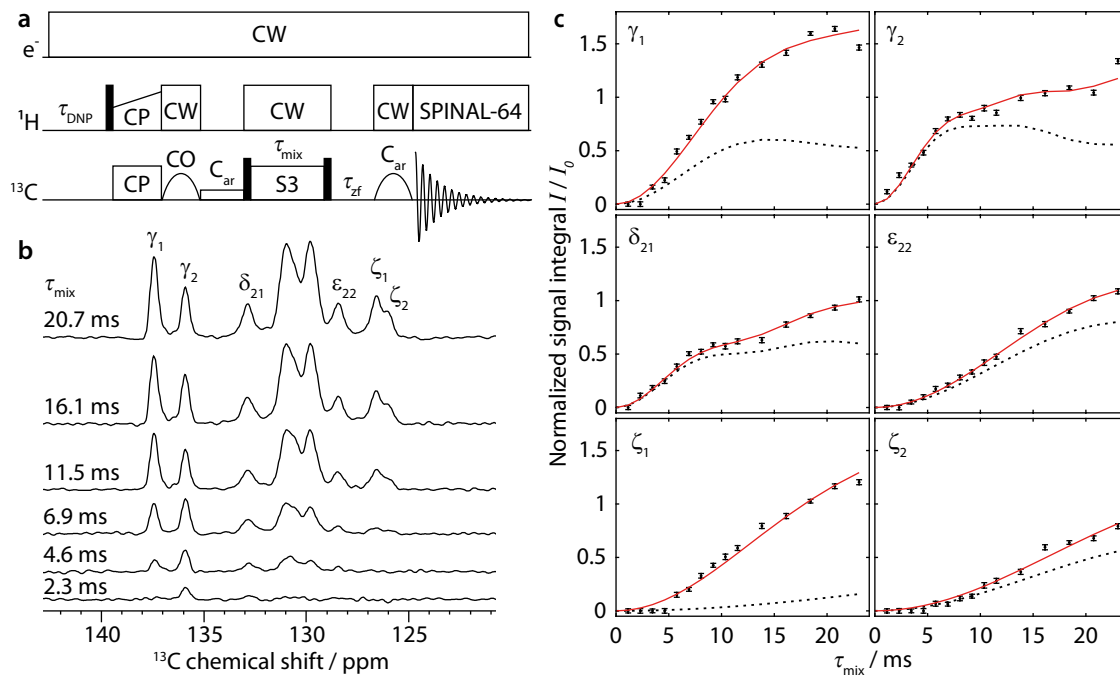 a
e⁻ CW
¹H τDNP CP CW CW CW SPINAL-64
τmix
¹³C CP CO Car S3 τzf Car
b
γ₁ γ₂ δ₂₁ ε₂₂ ζ₁ ζ₂
τmix
20.7 ms
16.1 ms
11.5 ms
6.9 ms
4.6 ms
2.3 ms
140 135 130 125
¹³C chemical shift / ppm
c
Normalized signal integral I / I₀
γ₁ γ₂
1.5
1
0.5
0
δ₂₁ ε₂₂
1.5
1
0.5
0
ζ₁ ζ₂
1.5
1
0.5
0
0 5 10 15 20 0 5 10 15 20
τmix / ms